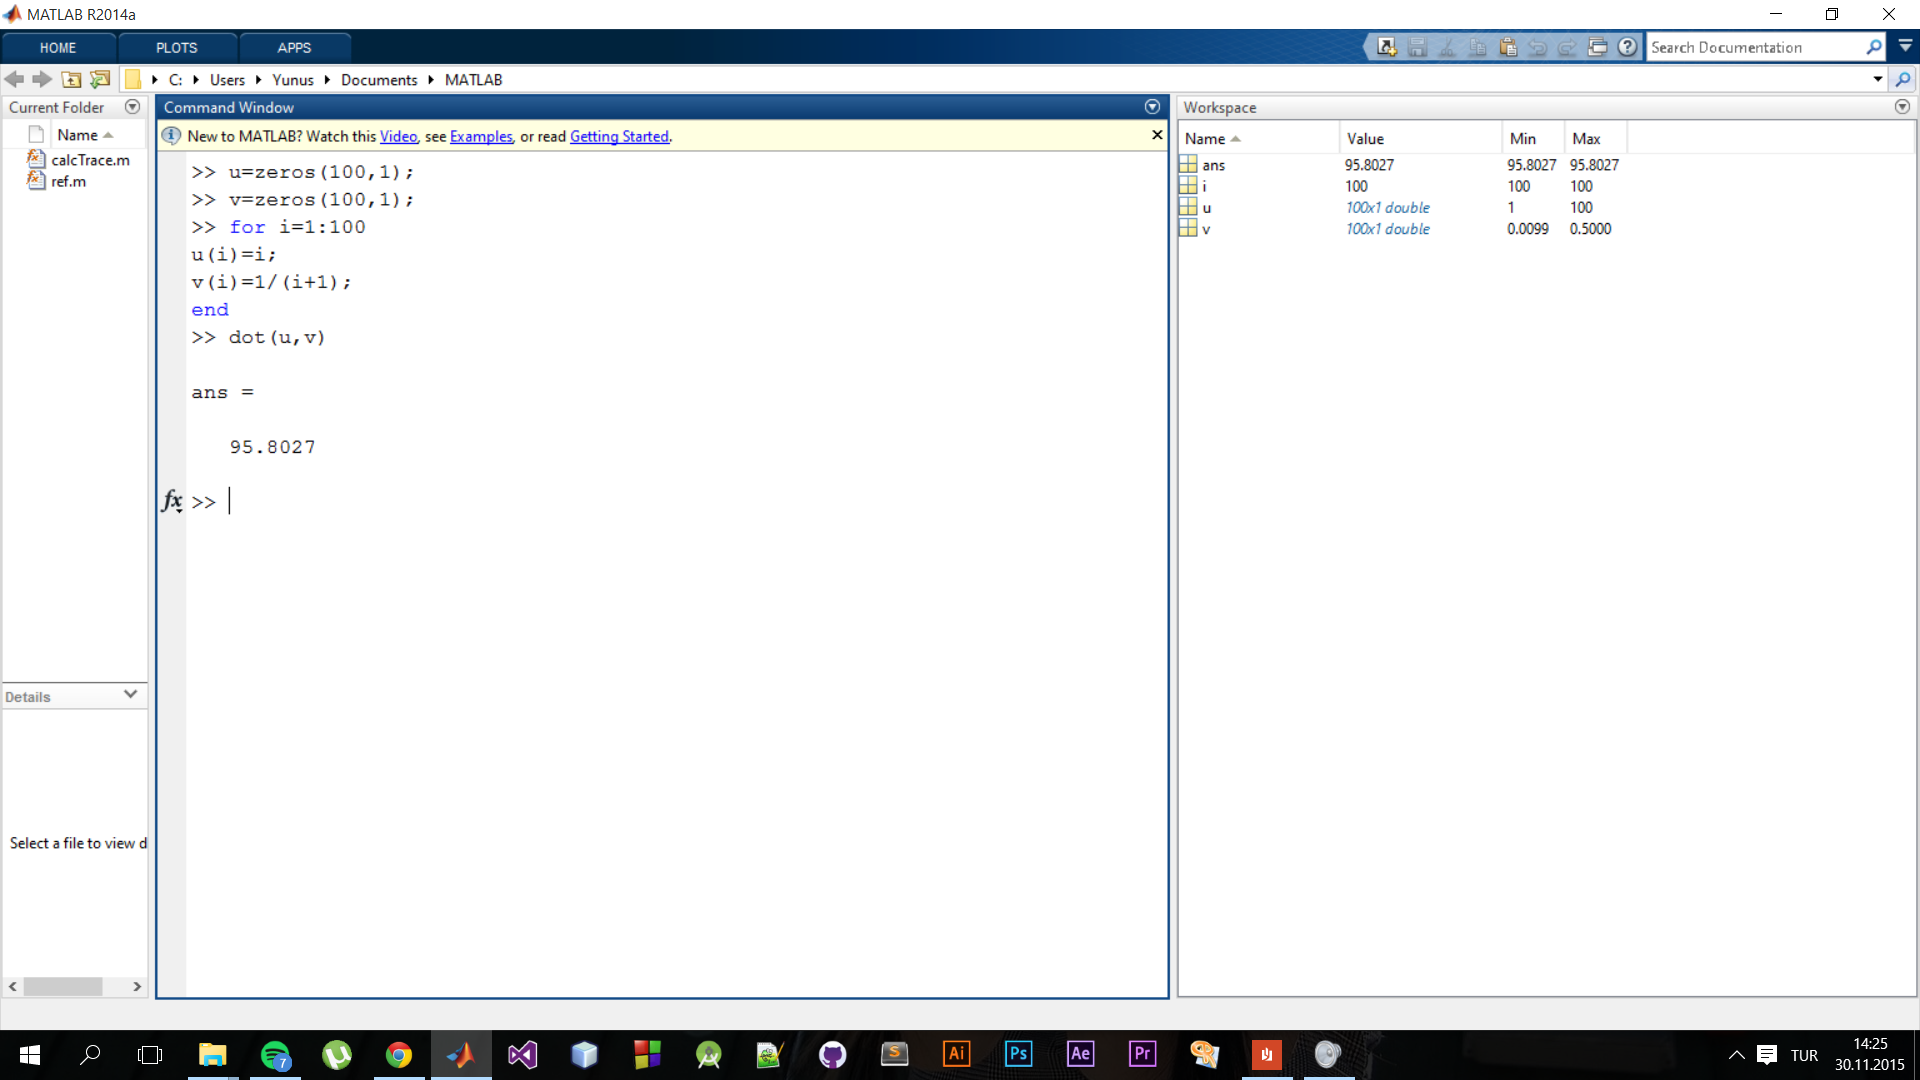 MATLAB R2014a
HOME PLOTS APPS
Search Documentation
C: Users Yunus Documents MATLAB
Current Folder
Name
calcTrace.m
ref.m
Details
Select a file to view d
Command Window
New to MATLAB? Watch this Video, see Examples, or read Getting Started.
>> u=zeros(100,1);
>> v=zeros(100,1);
>> for i=1:100
u(i)=i;
v(i)=1/(i+1);
end
>> dot(u,v)
ans =
95.8027
fx >>
Workspace
Name Value Min Max
ans 95.8027 95.8027 95.8027
i 100 100 100
u 100x1 double 1 100
v 100x1 double 0.0099 0.5000
7
S
Ai
Ps
Ae
Pr
TUR
14:25
30.11.2015